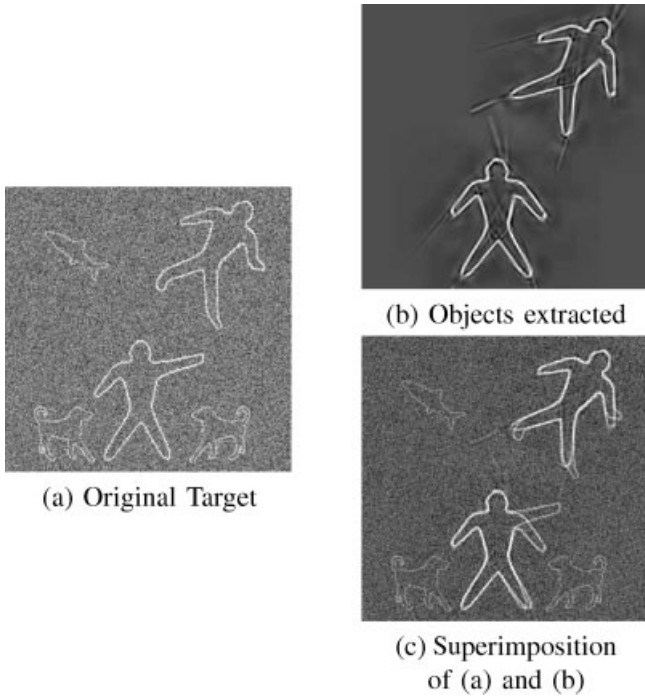 (a) Original Target
(b) Objects extracted
(c) Superimposition
of (a) and (b)